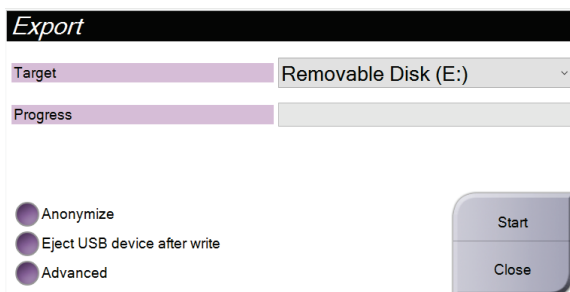 Export
Target
Removable Disk (E:)
Progress
Anonymize
Eject USB device after write
Advanced
Start
Close